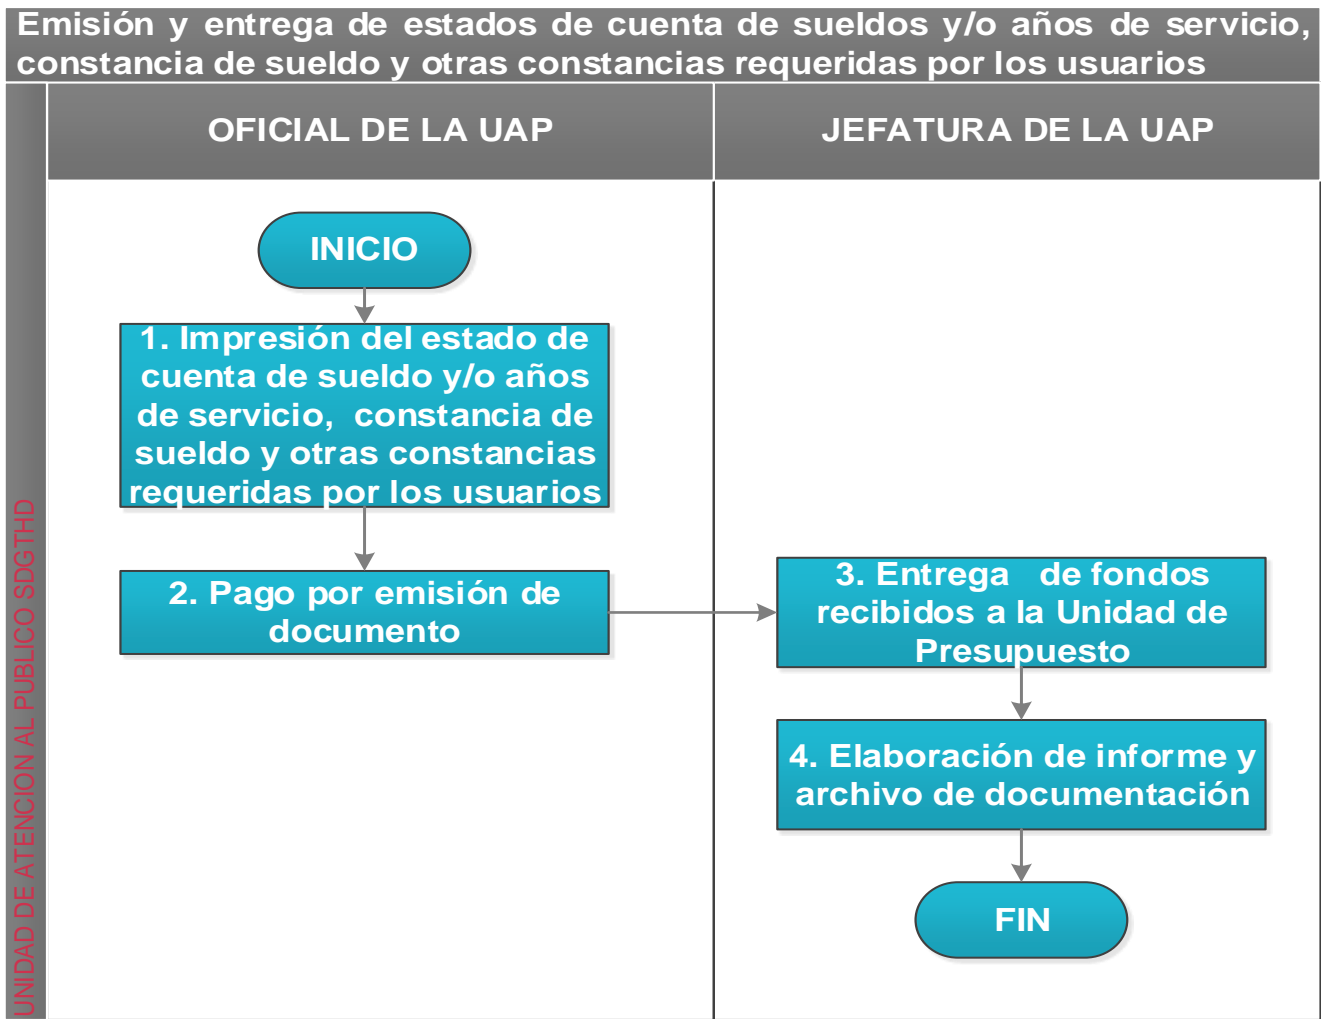 Emisión y entrega de estados de cuenta de sueldos y/o años de servicio,
constancia de sueldo y otras constancias requeridas por los usuarios
OFICIAL DE LA UAP
JEFATURA DE LA UAP
UNIDAD DE ATENCION AL PUBLICO SDGTHD
INICIO
1. Impresión del estado de
cuenta de sueldo y/o años
de servicio, constancia de
sueldo y otras constancias
requeridas por los usuarios
2. Pago por emisión de
documento
3. Entrega de fondos
recibidos a la Unidad de
Presupuesto
4. Elaboración de informe y
archivo de documentación
FIN